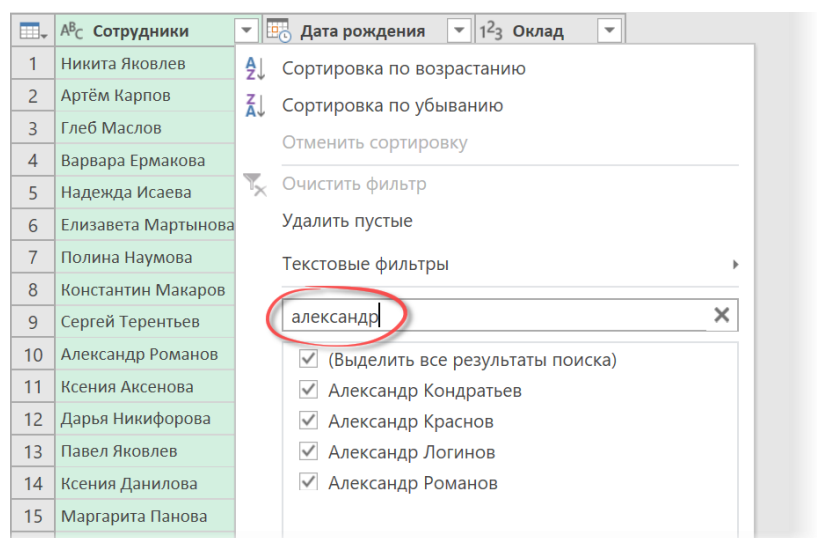 ABC Сотрудники Дата рождения 123 Оклад
1 Никита Яковлев
2 Артём Карпов
3 Глеб Маслов
4 Варвара Ермакова
5 Надежда Исаева
6 Елизавета Мартынова
7 Полина Наумова
8 Константин Макаров
9 Сергей Терентьев
10 Александр Романов
11 Ксения Аксенова
12 Дарья Никифорова
13 Павел Яковлев
14 Ксения Данилова
15 Маргарита Панова
AZ Сортировка по возрастанию
ZA Сортировка по убыванию
Отменить сортировку
Очистить фильтр
Удалить пустые
Текстовые фильтры
александр
(Выделить все результаты поиска)
Александр Кондратьев
Александр Краснов
Александр Логинов
Александр Романов